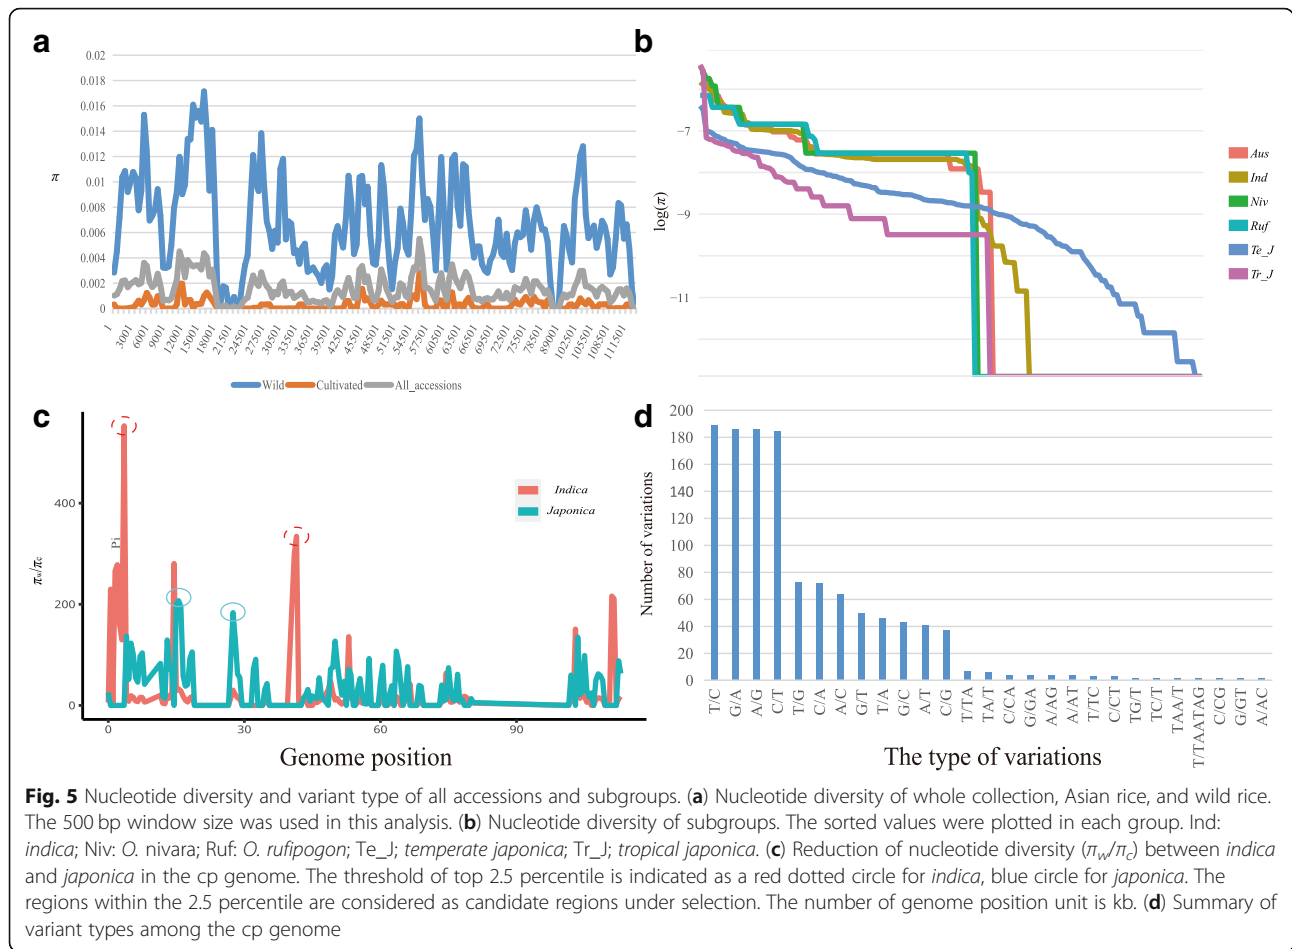 a
0.02
0.018
0.016
0.014
0.012
0.01
0.008
0.006
0.004
0.002
0
π
1
3001
6001
9001
12001
15001
18001
21501
24501
27501
30501
33501
36501
39501
42501
45501
48501
51501
54501
57501
60501
63501
66501
69501
72501
75501
78501
89001
102501
105501
108501
111501
Wild Cultivated All_accessions
b
-7
-9
-11
log(π)
Aus
Ind
Niv
Ruf
Te_J
Tr_J
c
400
200
0
Pi
πw/πc
Indica
Japonica
0 30 60 90
Genome position
d
200
180
160
140
120
100
80
60
40
20
0
Number of variations
T/C
G/A
A/G
C/T
T/G
C/A
A/C
G/T
T/A
G/C
A/T
C/G
T/TA
TA/T
C/CA
G/GA
A/AG
A/AT
T/TC
C/CT
TG/T
TC/T
TAA/T
T/TAATAG
C/CG
G/GT
A/AC
The type of variations
Fig. 5 Nucleotide diversity and variant type of all accessions and subgroups. (a) Nucleotide diversity of whole collection, Asian rice, and wild rice.
The 500 bp window size was used in this analysis. (b) Nucleotide diversity of subgroups. The sorted values were plotted in each group. Ind:
indica; Niv: O. nivara; Ruf: O. rufipogon; Te_J; temperate japonica; Tr_J; tropical japonica. (c) Reduction of nucleotide diversity (πw/πc) between indica
and japonica in the cp genome. The threshold of top 2.5 percentile is indicated as a red dotted circle for indica, blue circle for japonica. The
regions within the 2.5 percentile are considered as candidate regions under selection. The number of genome position unit is kb. (d) Summary of
variant types among the cp genome